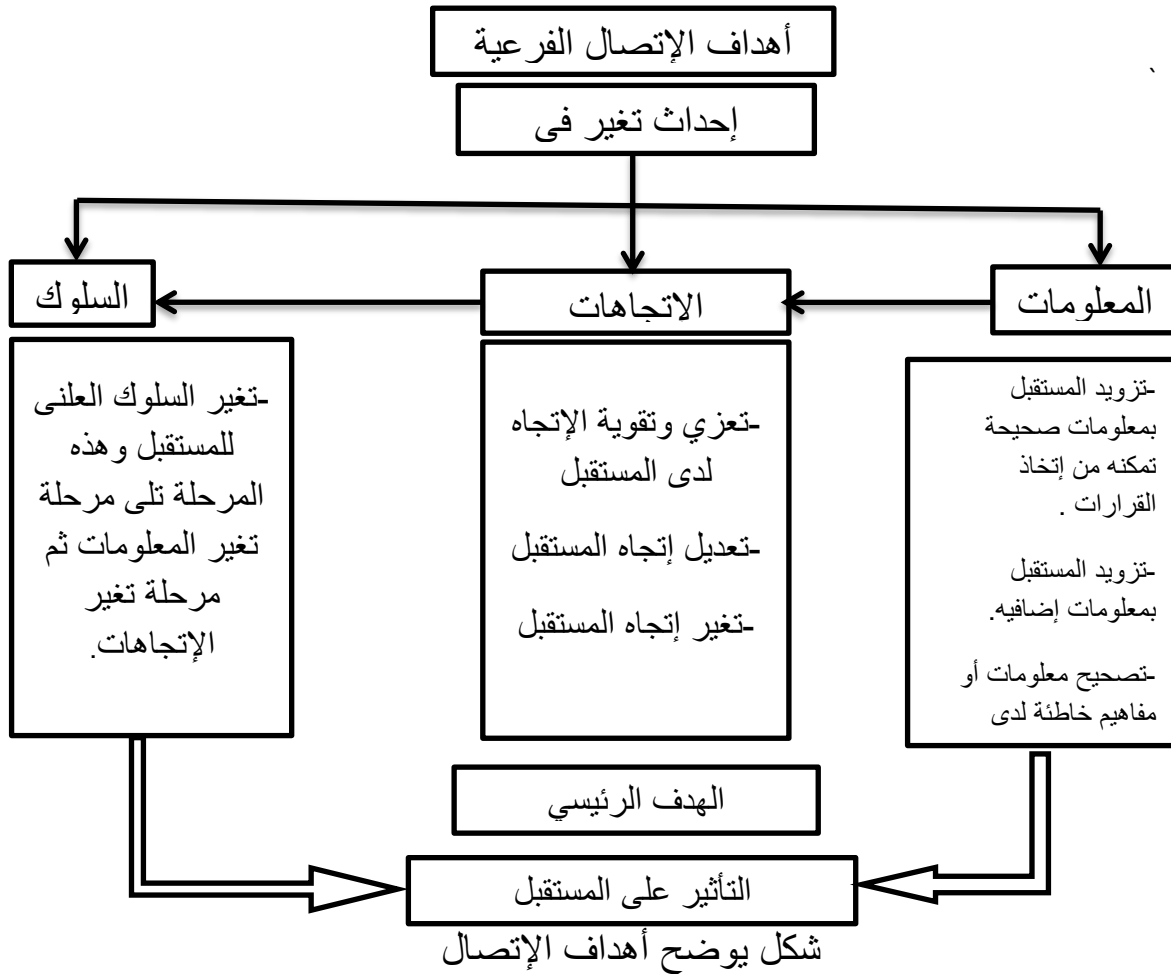 أهداف الإتصال الفرعية
`
إحداث تغير فى
المعلومات
الاتجاهات
السلوك
-تزويد المستقبل
بمعلومات صحيحة
تمكنه من إتخاذ
القرارات .
-تزويد المستقبل
بمعلومات إضافيه.
-تصحيح معلومات أو
مفاهيم خاطئة لدى
-تعزي وتقوية الإتجاه
لدى المستقبل
-تعديل إتجاه المستقبل
-تغير إتجاه المستقبل
-تغير السلوك العلنى
للمستقبل وهذه
المرحلة تلى مرحلة
تغير المعلومات ثم
مرحلة تغير
الإتجاهات.
الهدف الرئيسي
التأثير على المستقبل
شكل يوضح أهداف الإتصال